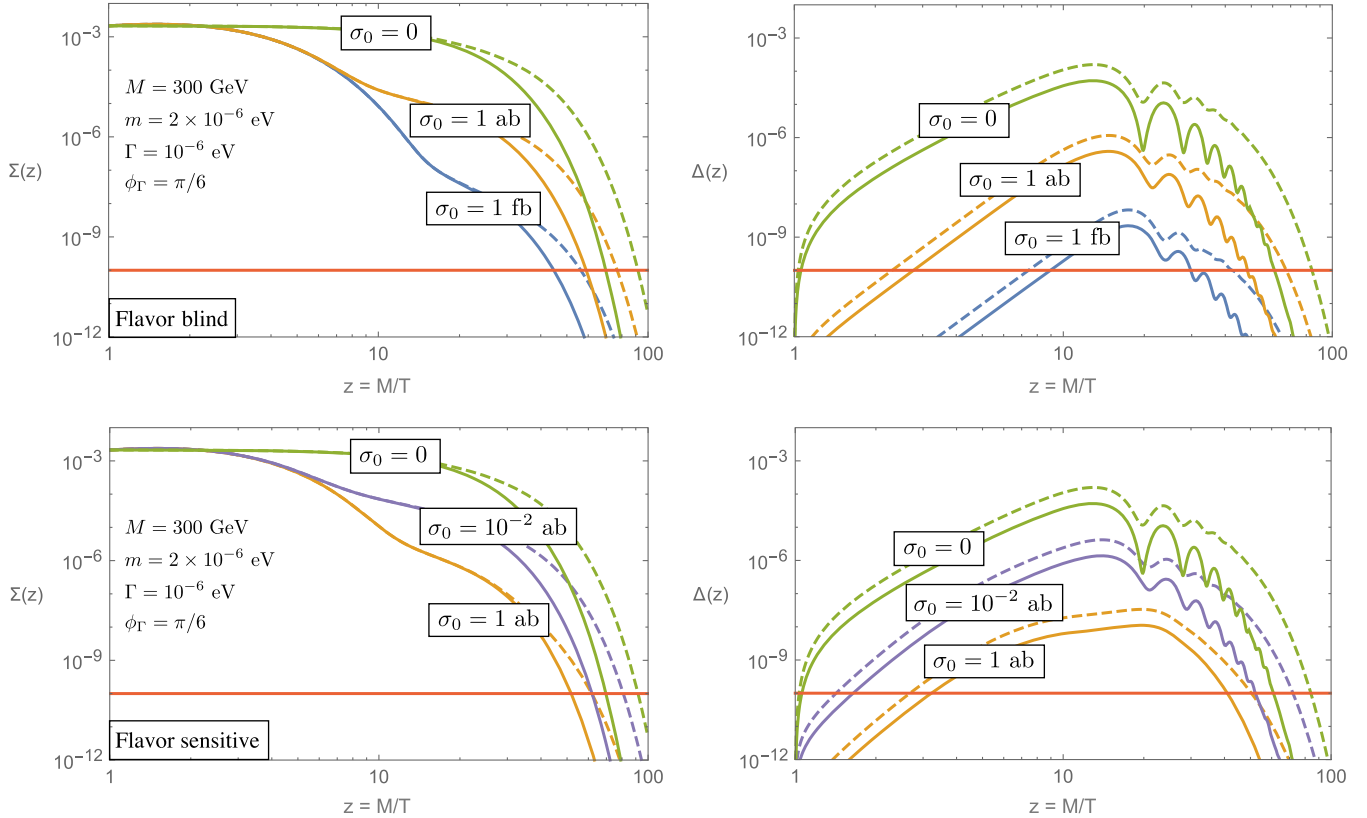 10⁻³
10⁻⁶
10⁻⁹
10⁻¹²
Σ(z)
σ₀ = 0
M = 300 GeV
m = 2 × 10⁻⁶ eV
Γ = 10⁻⁶ eV
ϕ_Γ = π/6
σ₀ = 1 ab
σ₀ = 1 fb
Flavor blind
1 10 100
z = M/T
10⁻³
10⁻⁶
10⁻⁹
10⁻¹²
Δ(z)
σ₀ = 0
σ₀ = 1 ab
σ₀ = 1 fb
1 10 100
z = M/T
10⁻³
10⁻⁶
10⁻⁹
10⁻¹²
Σ(z)
σ₀ = 0
M = 300 GeV
m = 2 × 10⁻⁶ eV
Γ = 10⁻⁶ eV
ϕ_Γ = π/6
σ₀ = 10⁻² ab
σ₀ = 1 ab
Flavor sensitive
1 10 100
z = M/T
10⁻³
10⁻⁶
10⁻⁹
10⁻¹²
Δ(z)
σ₀ = 0
σ₀ = 10⁻² ab
σ₀ = 1 ab
1 10 100
z = M/T